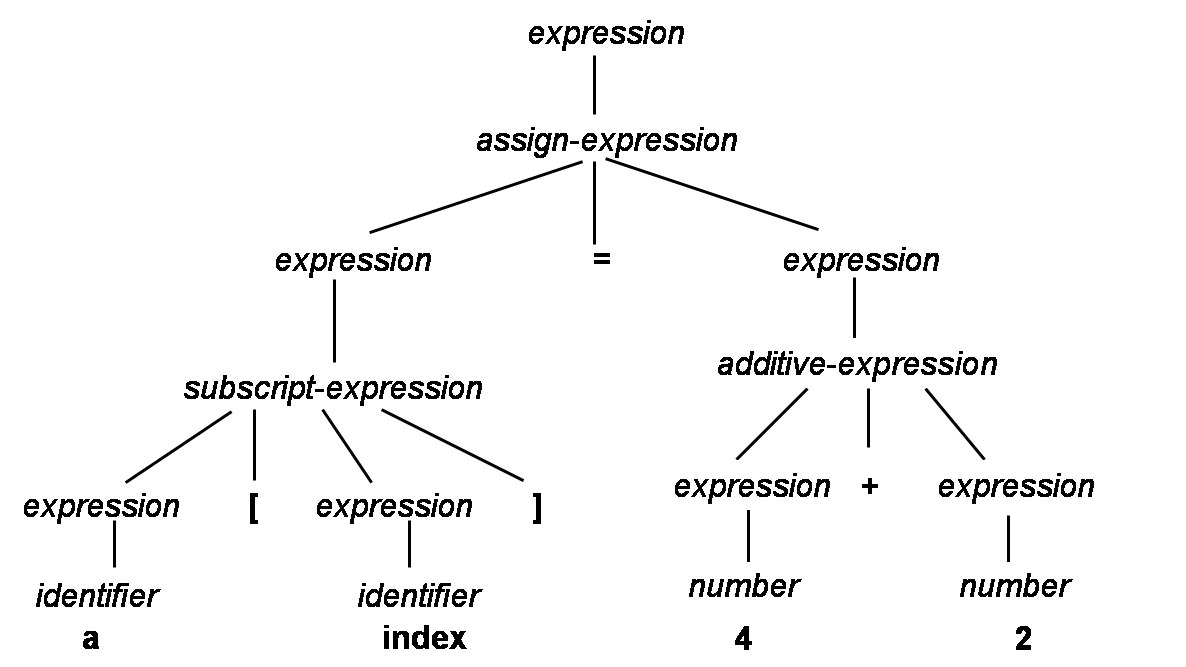 expression
assign-expression
expression = expression
additive-expression
subscript-expression
expression + expression
expression [ expression ]
number number
identifier identifier
a index 4 2